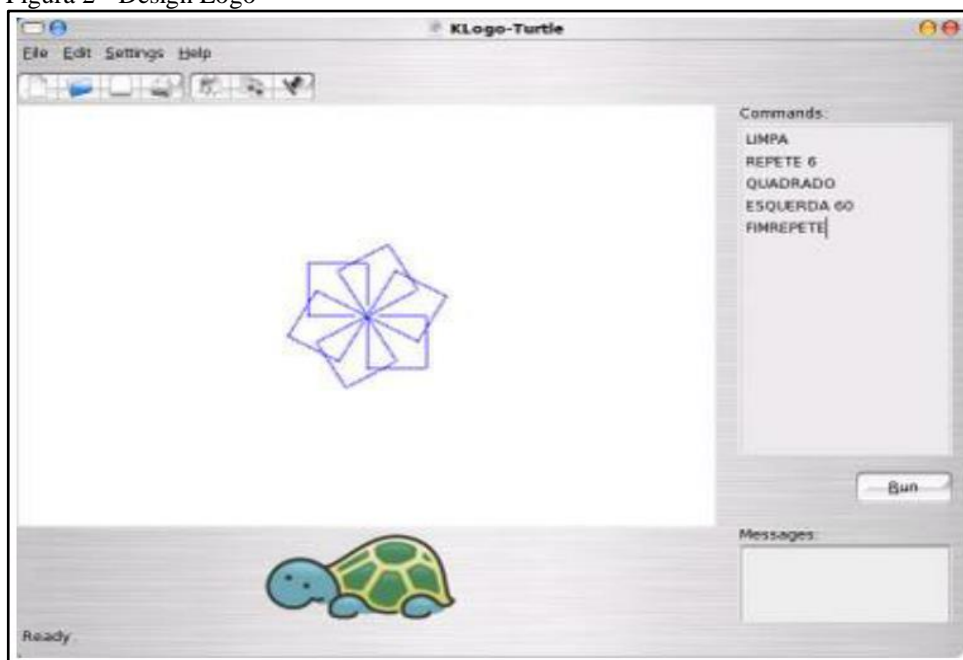 Figura 2 - Design Logo
KLogo-Turtle
File Edit Settings Help
Commands:
LIMPA
REPETE 6
QUADRADO
ESQUERDA 60
FIMREPETE
Run
Messages:
Ready.